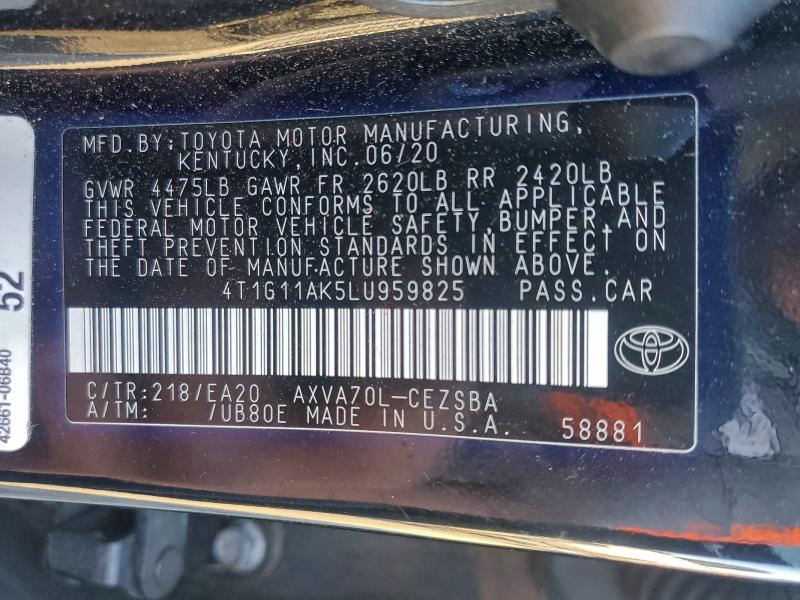 MFD.BY:TOYOTA MOTOR MANUFACTURING,
KENTUCKY, INC.06/20
GVWR 4475LB GAWR FR 2620LB RR 2420LB
THIS VEHICLE CONFORMS TO ALL APPLICABLE
FEDERAL MOTOR VEHICLE SAFETY,BUMPER,AND
THEFT PREVENTION STANDARDS IN EFFECT ON
THE DATE OF MANUFACTURE SHOWN ABOVE.
4T1G11AK5LU959825 PASS.CAR
C/TR:218/EA20 AXVA70L-CEZSBA
A/TM: /UB80E MADE IN U.S.A. 58881
52
42661-06B40